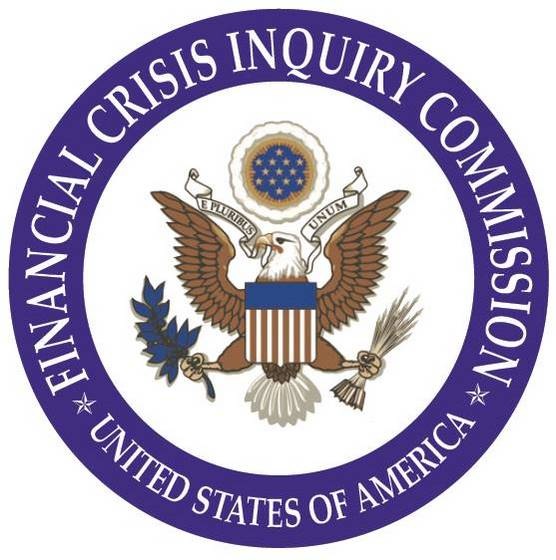 FINANCIAL CRISIS INQUIRY COMMISSION
E PLURIBUS UNUM
UNITED STATES OF AMERICA